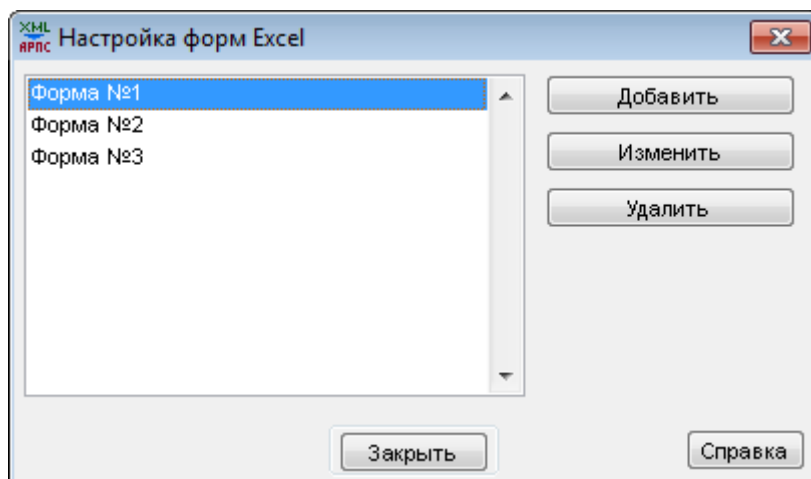 XML
АРПС
Настройка форм Excel
Форма №1
Форма №2
Форма №3
Добавить
Изменить
Удалить
Закрыть
Справка